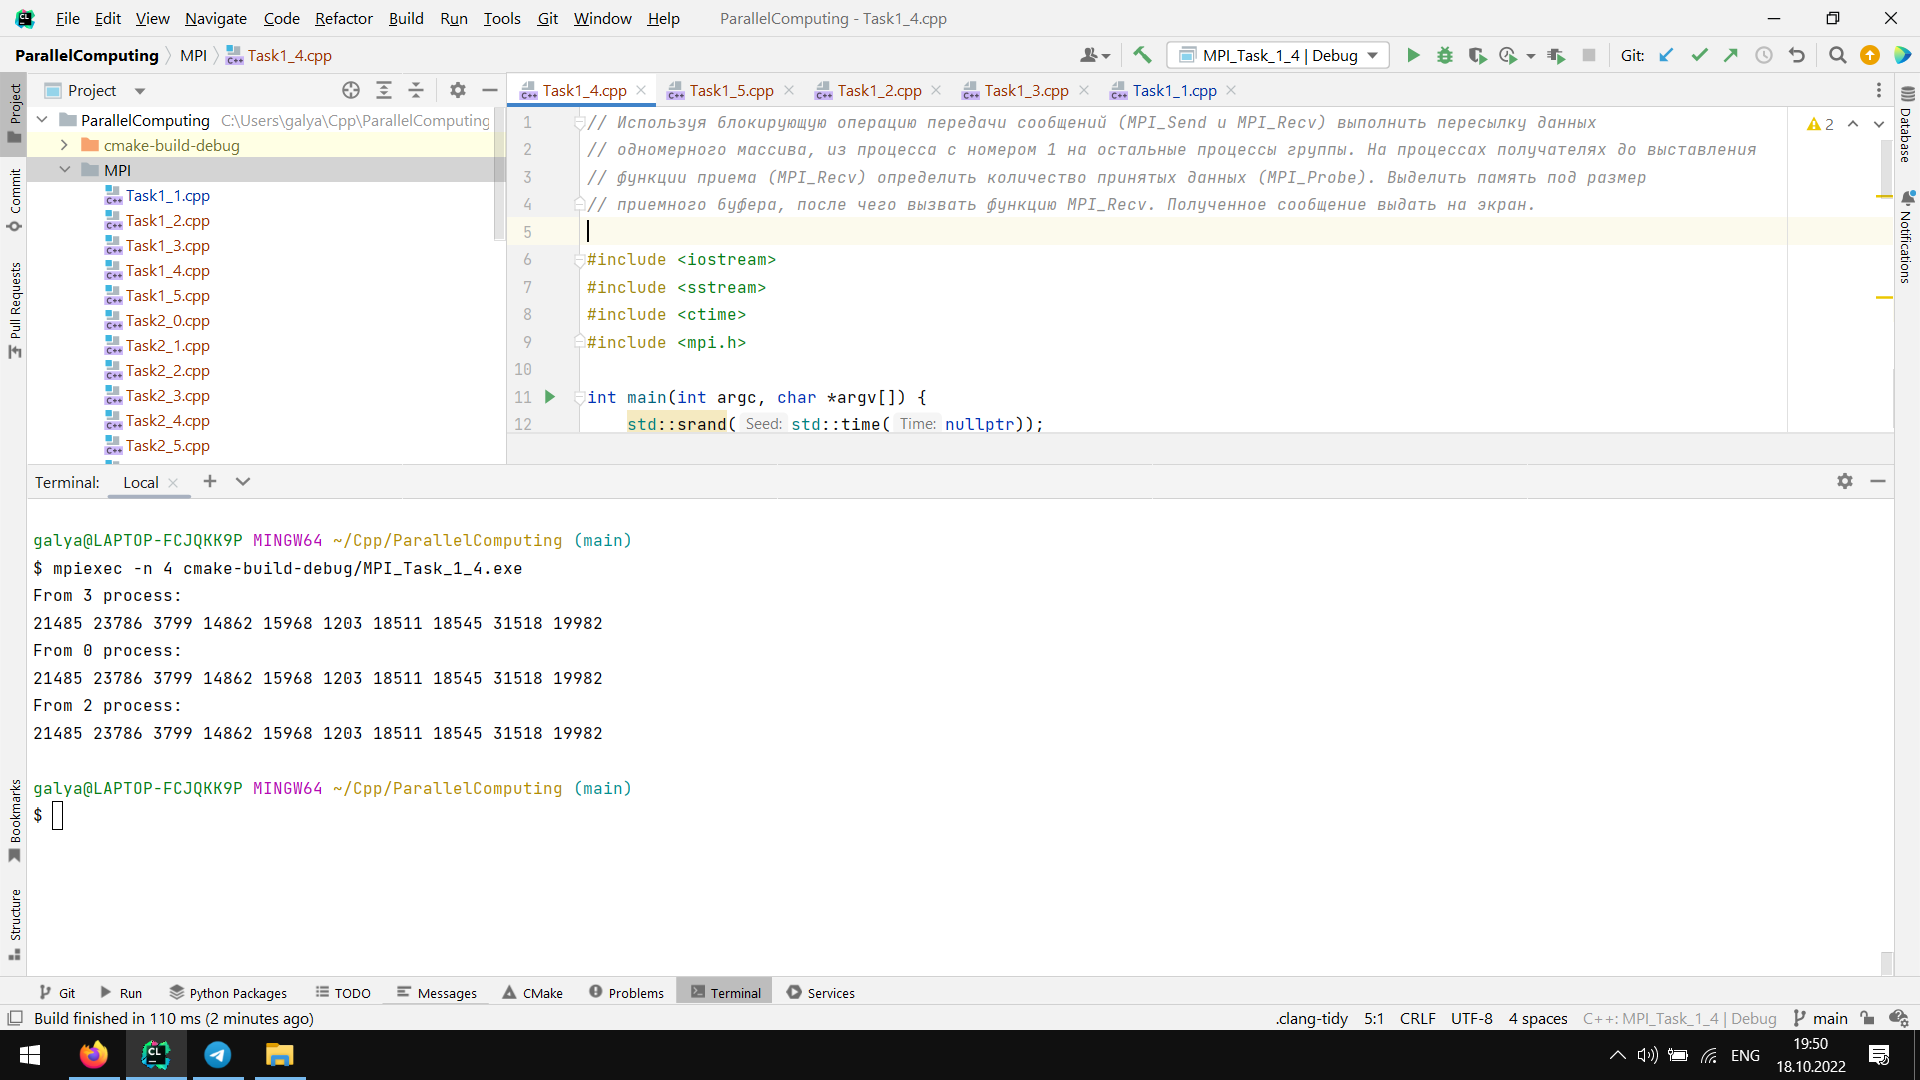 File Edit View Navigate Code Refactor Build Run Tools Git Window Help ParallelComputing - Task1_4.cpp
ParallelComputing MPI Task1_4.cpp MPI_Task_1_4 | Debug Git:
Project
Task1_4.cpp Task1_5.cpp Task1_2.cpp Task1_3.cpp Task1_1.cpp
ParallelComputing C:\Users\galya\Cpp\ParallelComputing
cmake-build-debug
MPI
Task1_1.cpp
Task1_2.cpp
Task1_3.cpp
Task1_4.cpp
Task1_5.cpp
Task2_0.cpp
Task2_1.cpp
Task2_2.cpp
Task2_3.cpp
Task2_4.cpp
Task2_5.cpp
1 // Используя блокирующую операцию передачи сообщений (MPI_Send и MPI_Recv) выполнить пересылку данных
2 // одномерного массива, из процесса с номером 1 на остальные процессы группы. На процессах получателях до выставления
3 // функции приема (MPI_Recv) определить количество принятых данных (MPI_Probe). Выделить память под размер
4 // приемного буфера, после чего вызвать функцию MPI_Recv. Полученное сообщение выдать на экран.
5
6 #include <iostream>
7 #include <sstream>
8 #include <ctime>
9 #include <mpi.h>
10
11 int main(int argc, char *argv[]) {
12 std::srand( Seed: std::time( Time: nullptr));
2
Project
Commit
Pull Requests
Bookmarks
Structure
Database
Notifications
Terminal: Local
galya@LAPTOP-FCJQKK9P MINGW64 ~/Cpp/ParallelComputing (main)
$ mpiexec -n 4 cmake-build-debug/MPI_Task_1_4.exe
From 3 process:
21485 23786 3799 14862 15968 1203 18511 18545 31518 19982
From 0 process:
21485 23786 3799 14862 15968 1203 18511 18545 31518 19982
From 2 process:
21485 23786 3799 14862 15968 1203 18511 18545 31518 19982
galya@LAPTOP-FCJQKK9P MINGW64 ~/Cpp/ParallelComputing (main)
$
Git Run Python Packages TODO Messages CMake Problems Terminal Services
Build finished in 110 ms (2 minutes ago) .clang-tidy 5:1 CRLF UTF-8 4 spaces C++: MPI_Task_1_4 | Debug main
ENG
19:50
18.10.2022